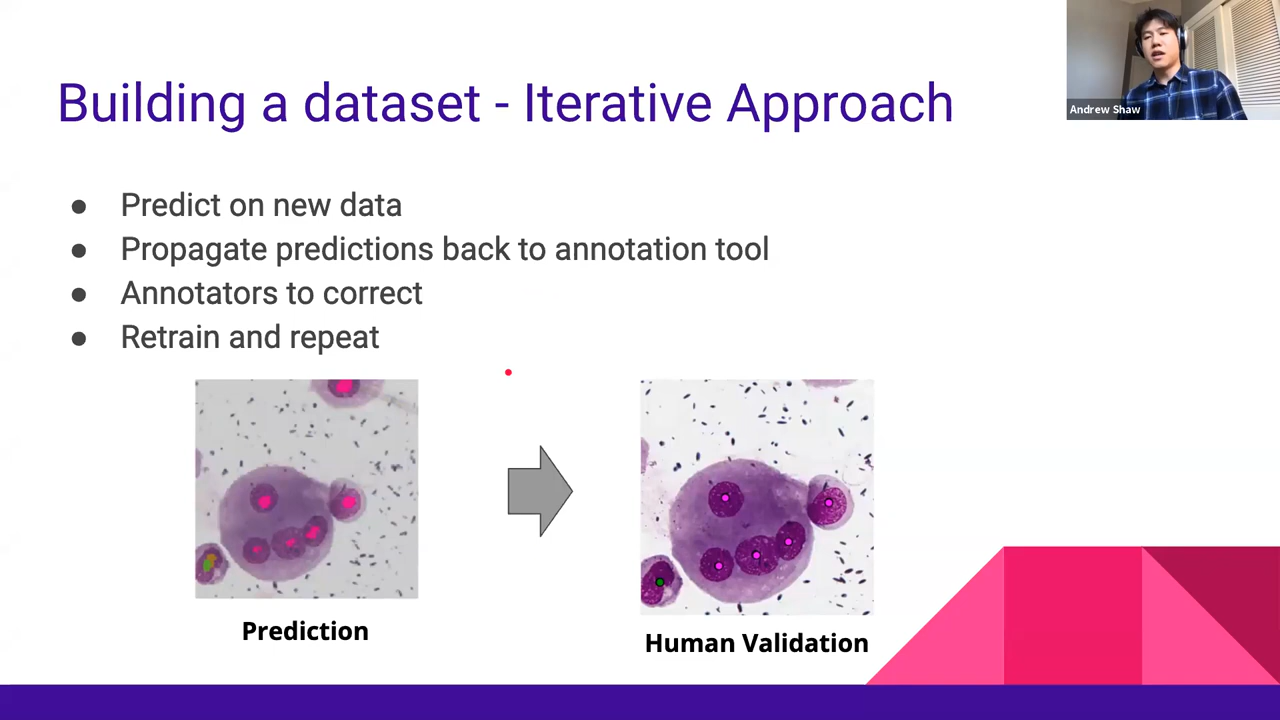 Building a dataset - Iterative Approach
Andrew Shaw
● Predict on new data
● Propagate predictions back to annotation tool
● Annotators to correct
● Retrain and repeat
Prediction
Human Validation